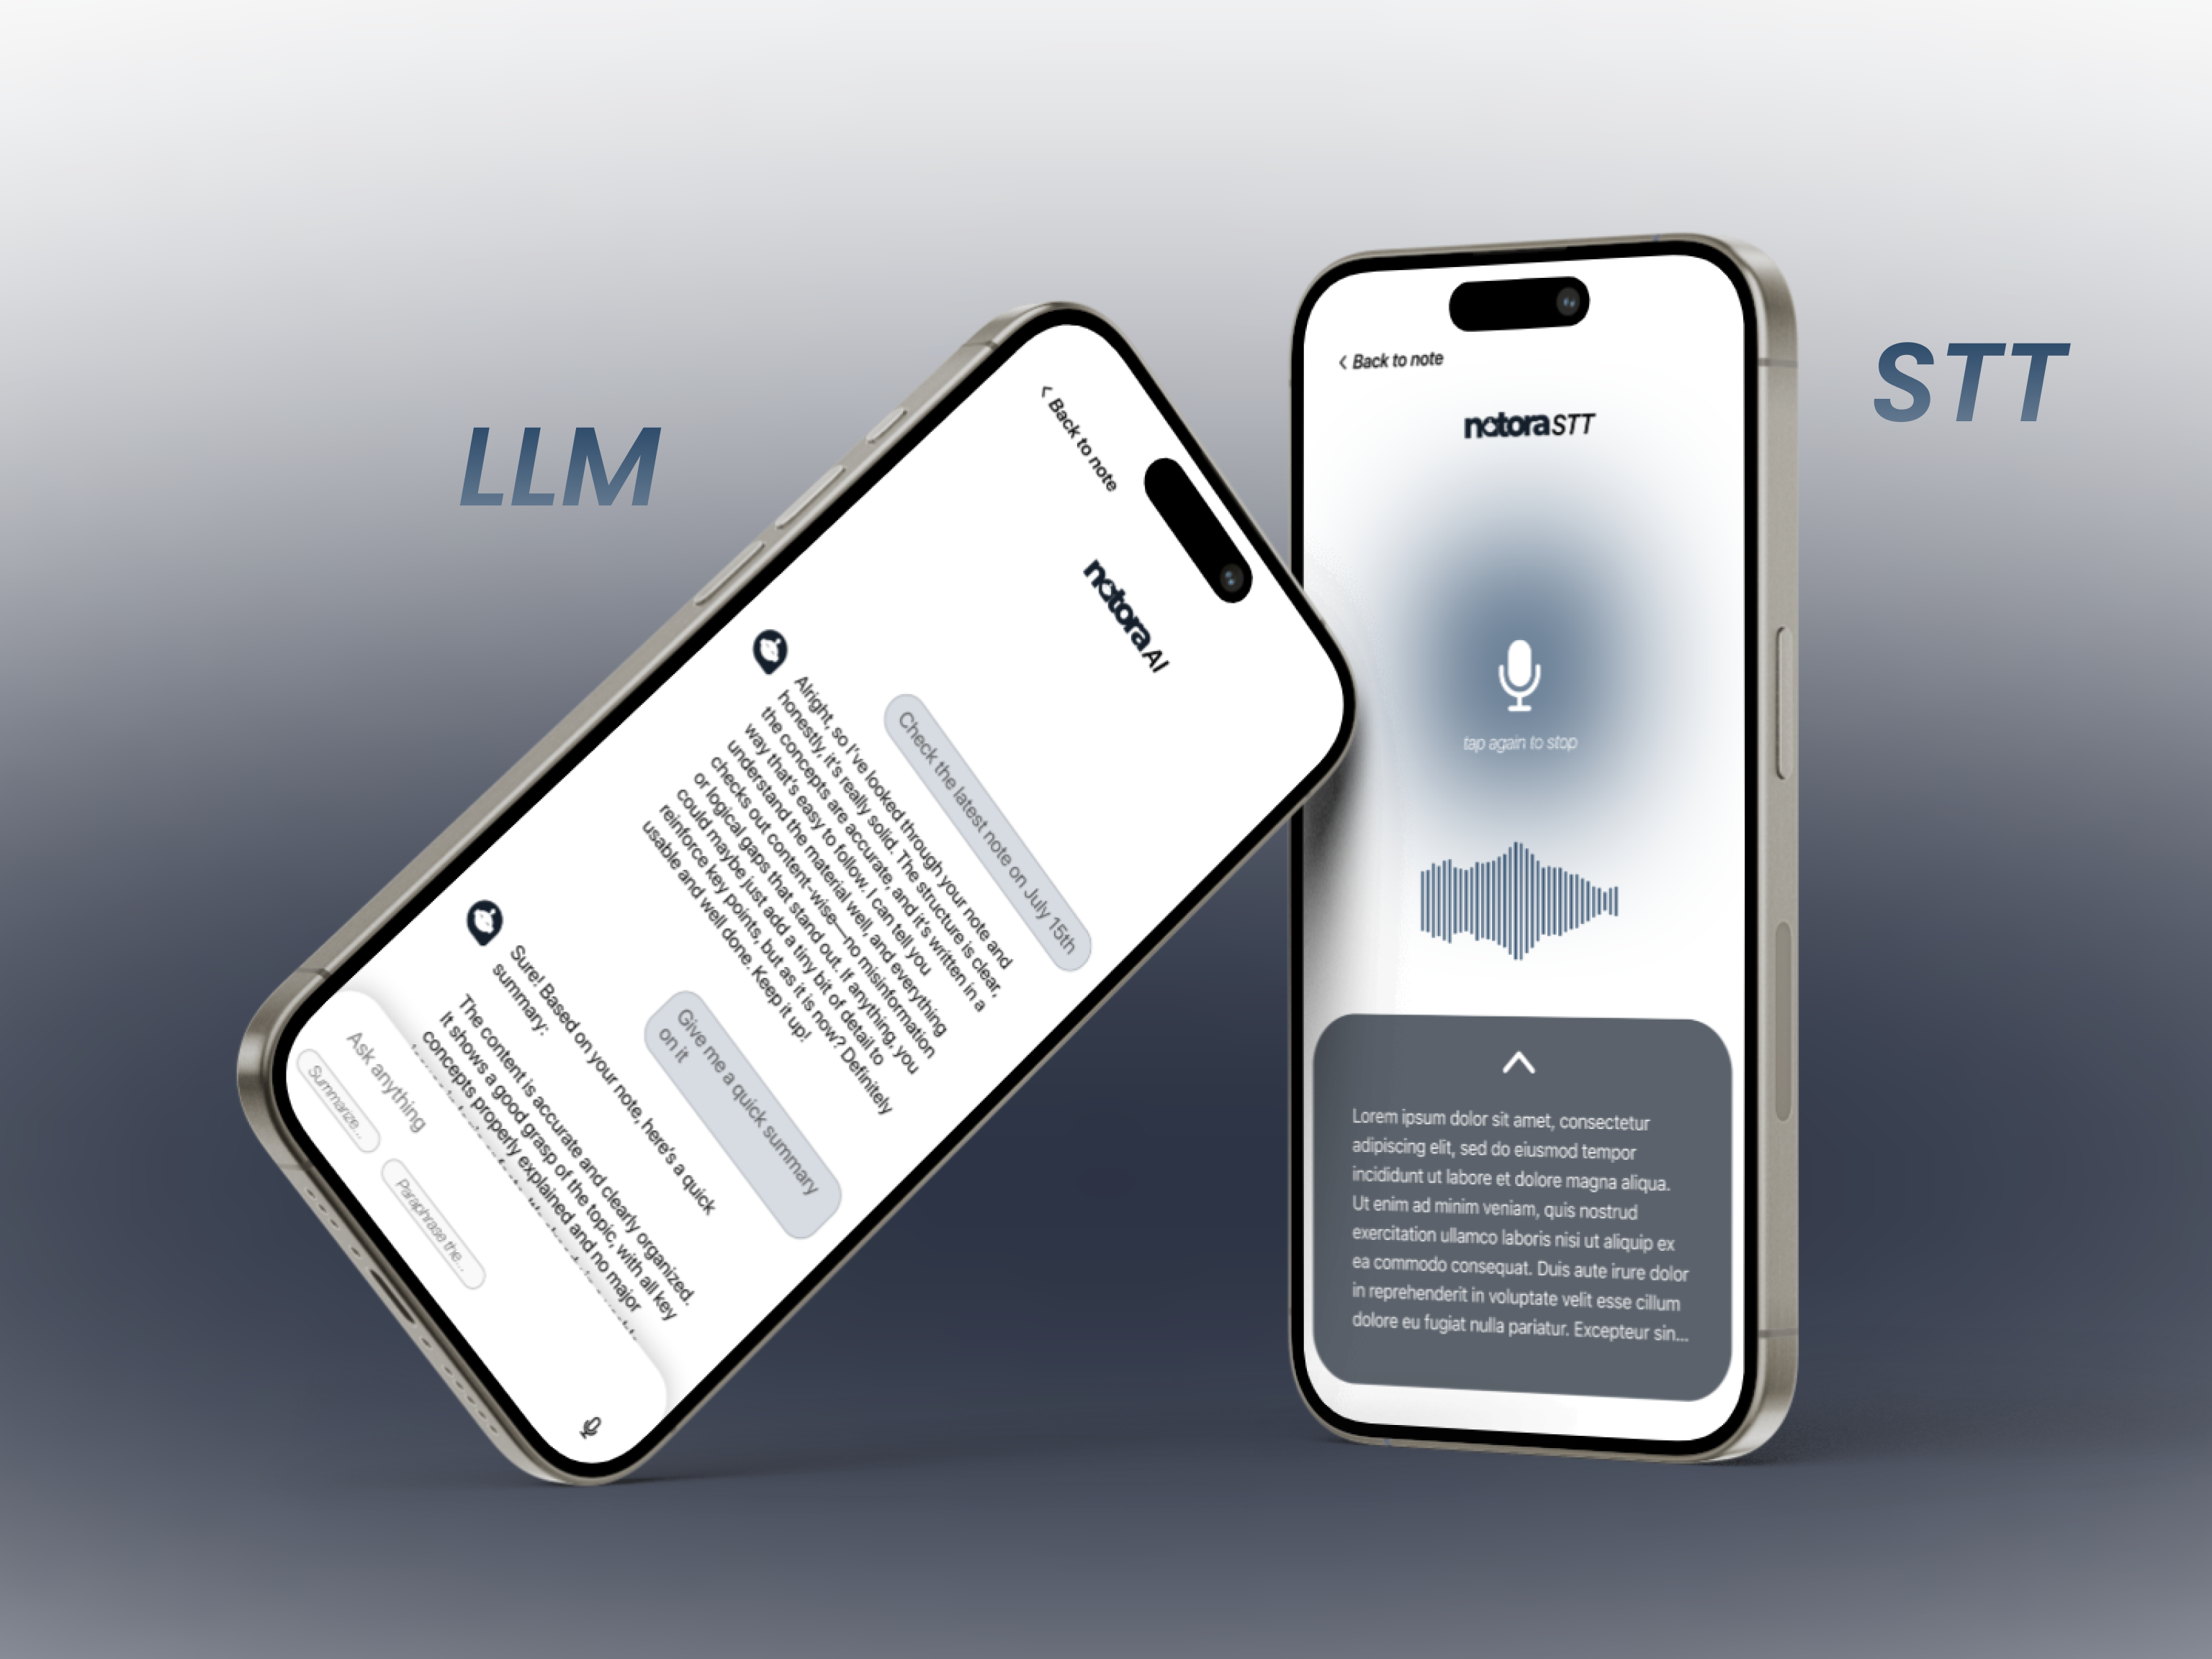 LLM
< Back to note
notora AI
Check the latest note on July 15th
Alright, so I've looked through your note and
honestly, it's really solid. The structure is clear,
the concepts are accurate, and it's written in a
way that's easy to follow. I can tell you
understand the material well, and everything
checks out content-wise—no misinformation
or logical gaps that stand out. If anything, you
could maybe just add a tiny bit of detail to
reinforce key points, but as it is now? Definitely
usable and well done. Keep it up!
Give me a quick summary
on it
Sure! Based on your note, here's a quick
summary:
The content is accurate and clearly organized.
It shows a good grasp of the topic, with all key
concepts properly explained and no major
Ask anything
Summarize...
Paraphrase the...
STT
< Back to note
notora STT
tap again to stop
Lorem ipsum dolor sit amet, consectetur
adipiscing elit, sed do eiusmod tempor
incididunt ut labore et dolore magna aliqua.
Ut enim ad minim veniam, quis nostrud
exercitation ullamco laboris nisi ut aliquip ex
ea commodo consequat. Duis aute irure dolor
in reprehenderit in voluptate velit esse cillum
dolore eu fugiat nulla pariatur. Excepteur sin...